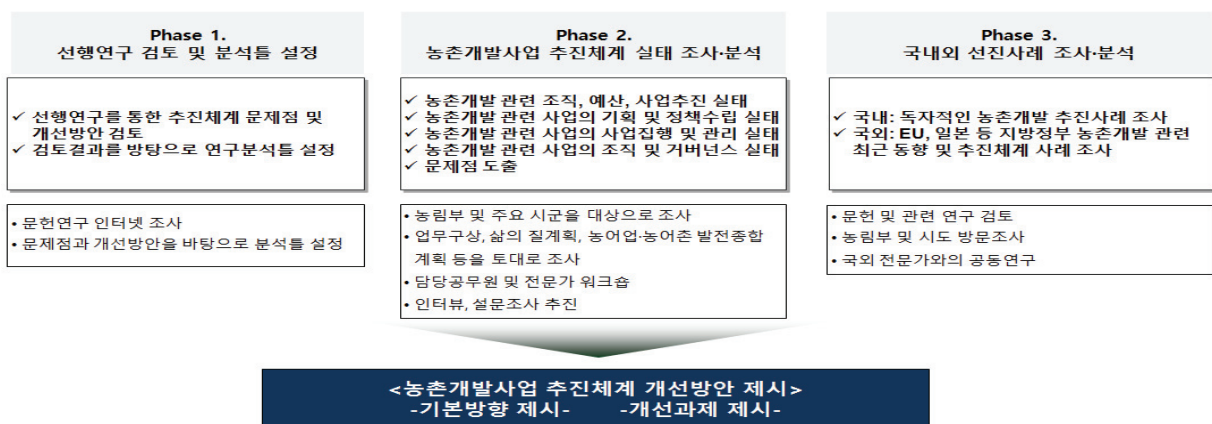 Phase 1.
선행연구 검토 및 분석틀 설정
✓ 선행연구를 통한 추진체계 문제점 및
개선방안 검토
✓ 검토결과를 방탕으로 연구분석틀 설정
• 문헌연구 인터넷 조사
• 문제점과 개선방안을 바탕으로 분석틀 설정
Phase 2.
농촌개발사업 추진체계 실태 조사·분석
✓ 농촌개발 관련 조직, 예산, 사업추진 실태
✓ 농촌개발 관련 사업의 기획 및 정책수립 실태
✓ 농촌개발 관련 사업의 사업집행 및 관리 실태
✓ 농촌개발 관련 사업의 조직 및 거버넌스 실태
✓ 문제점 도출
• 농림부 및 주요 시군을 대상으로 조사
• 업무구상, 삶의 질계획, 농어업·농어촌 발전종합
계획 등을 토대로 조사
• 담당공무원 및 전문가 워크숍
• 인터뷰, 설문조사 추진
Phase 3.
국내외 선진사례 조사·분석
✓ 국내: 독자적인 농촌개발 추진사례 조사
✓ 국외: EU, 일본 등 지방정부 농촌개발 관련
최근 동향 및 추진체계 사례 조사
• 문헌 및 관련 연구 검토
• 농림부 및 시도 방문조사
• 국외 전문가와의 공동연구
<농촌개발사업 추진체계 개선방안 제시>
-기본방향 제시- -개선과제 제시-